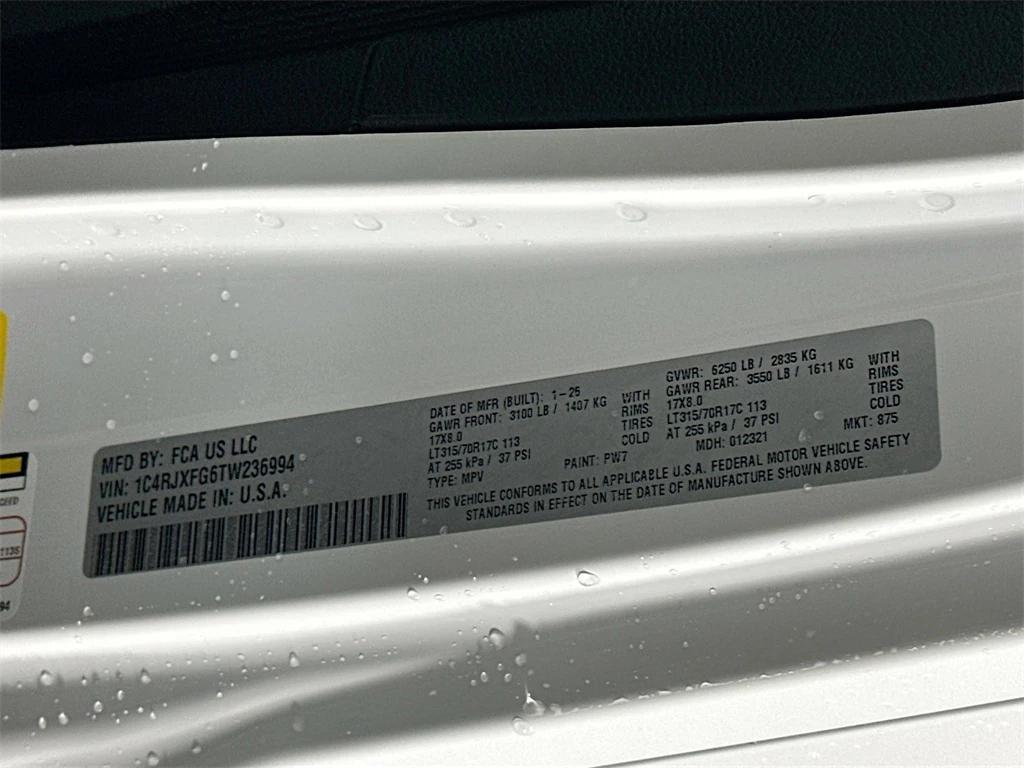 MFD BY: FCA US LLC
VIN: 1C4RJXFG6TW236994
VEHICLE MADE IN: U.S.A.
DATE OF MFR (BUILT): 1-25
GAWR FRONT: 3100 LB / 1407 KG WITH
17X8.0 RIMS
LT315/70R17C 113 TIRES
AT 255 kPa / 37 PSI COLD
TYPE: MPV PAINT: PW7
GVWR: 6250 LB / 2835 KG
GAWR REAR: 3550 LB / 1611 KG WITH
17X8.0 RIMS
LT315/70R17C 113 TIRES
AT 255 kPa / 37 PSI COLD
MDH: 012321 MKT: 875
THIS VEHICLE CONFORMS TO ALL APPLICABLE U.S.A. FEDERAL MOTOR VEHICLE SAFETY
STANDARDS IN EFFECT ON THE DATE OF MANUFACTURE SHOWN ABOVE.
94